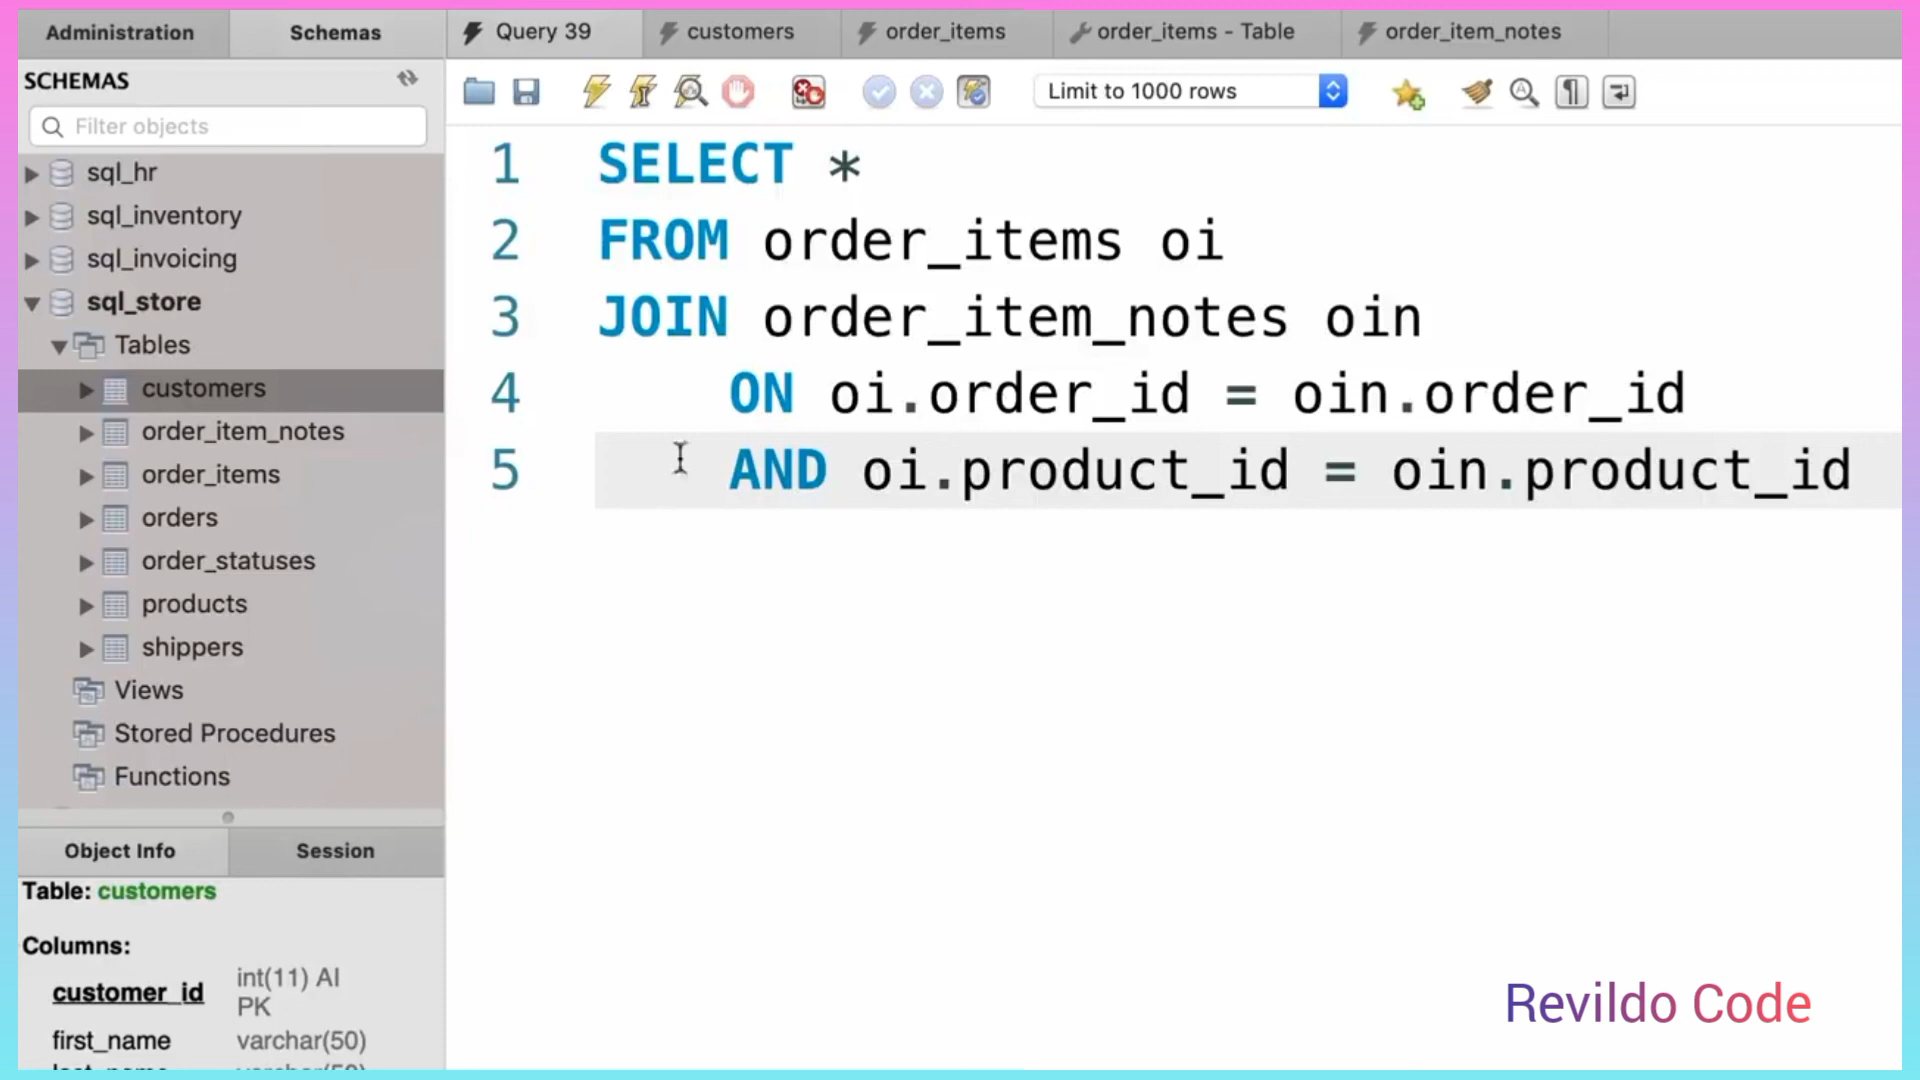 Administration
Schemas
Query 39
customers
order_items
order_items - Table
order_item_notes
SCHEMAS
Filter objects
sql_hr
sql_inventory
sql_invoicing
sql_store
Tables
customers
order_item_notes
order_items
orders
order_statuses
products
shippers
Views
Stored Procedures
Functions
Object Info
Session
Table: customers
Columns:
customer_id int(11) AI
PK
first_name varchar(50)
Limit to 1000 rows
1 SELECT *
2 FROM order_items oi
3 JOIN order_item_notes oin
4 ON oi.order_id = oin.order_id
5 AND oi.product_id = oin.product_id
Revildo Code